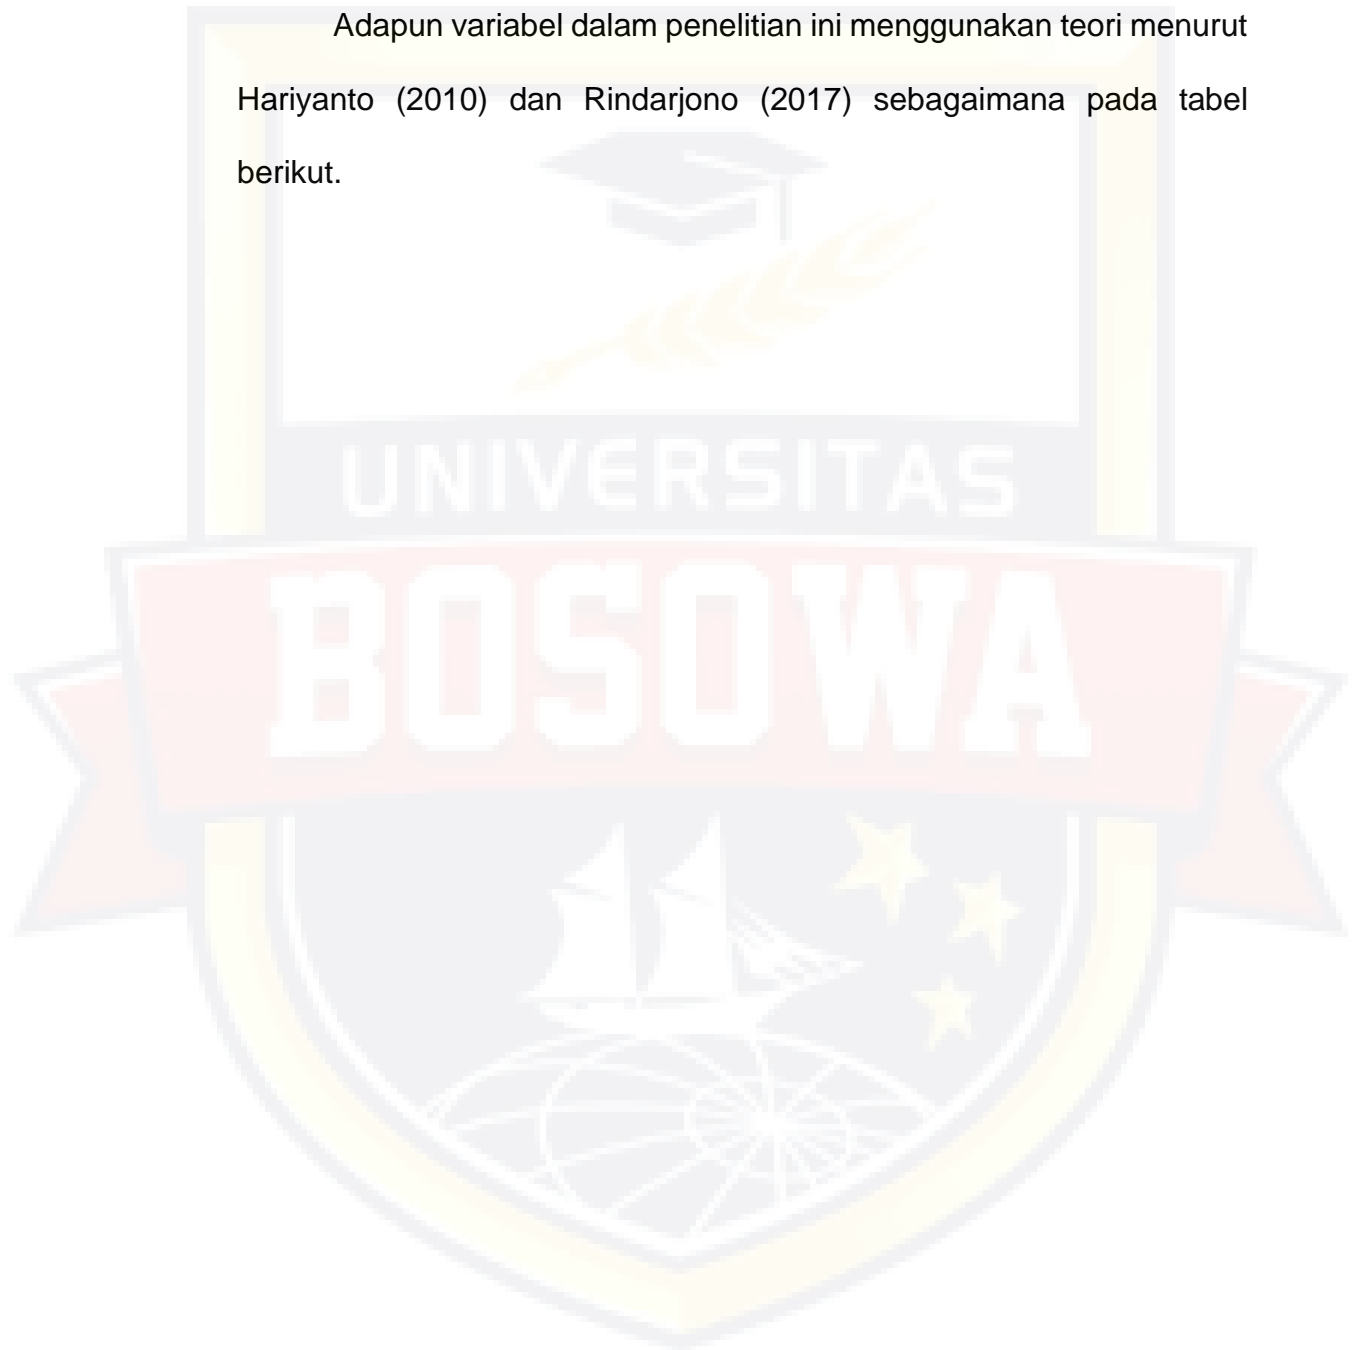 Adapun variabel dalam penelitian ini menggunakan teori menurut
Hariyanto (2010) dan Rindarjono (2017) sebagaimana pada tabel
berikut.
UNIVERSITAS
BOSOWA